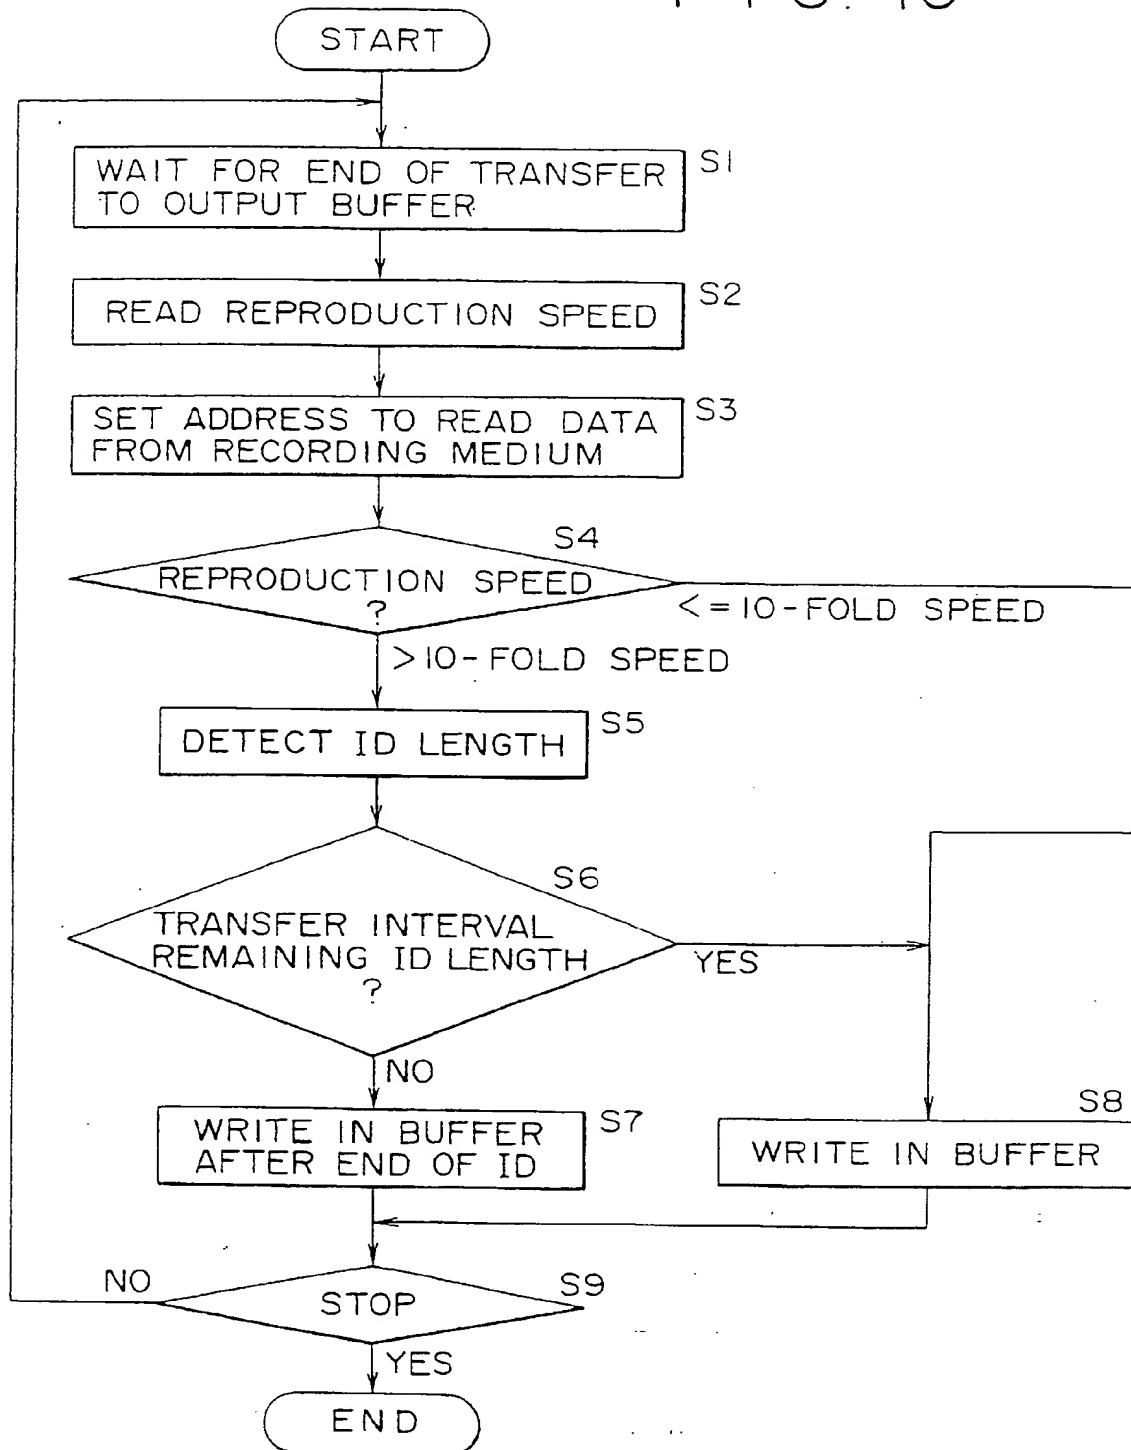 START
WAIT FOR END OF TRANSFER
TO OUTPUT BUFFER
S1
READ REPRODUCTION SPEED
S2
SET ADDRESS TO READ DATA
FROM RECORDING MEDIUM
S3
S4
REPRODUCTION SPEED
?
<=10-FOLD SPEED
>10-FOLD SPEED
DETECT ID LENGTH
S5
S6
TRANSFER INTERVAL
REMAINING ID LENGTH
?
YES
NO
WRITE IN BUFFER
AFTER END OF ID
S7
S8
WRITE IN BUFFER
NO
STOP
S9
YES
END